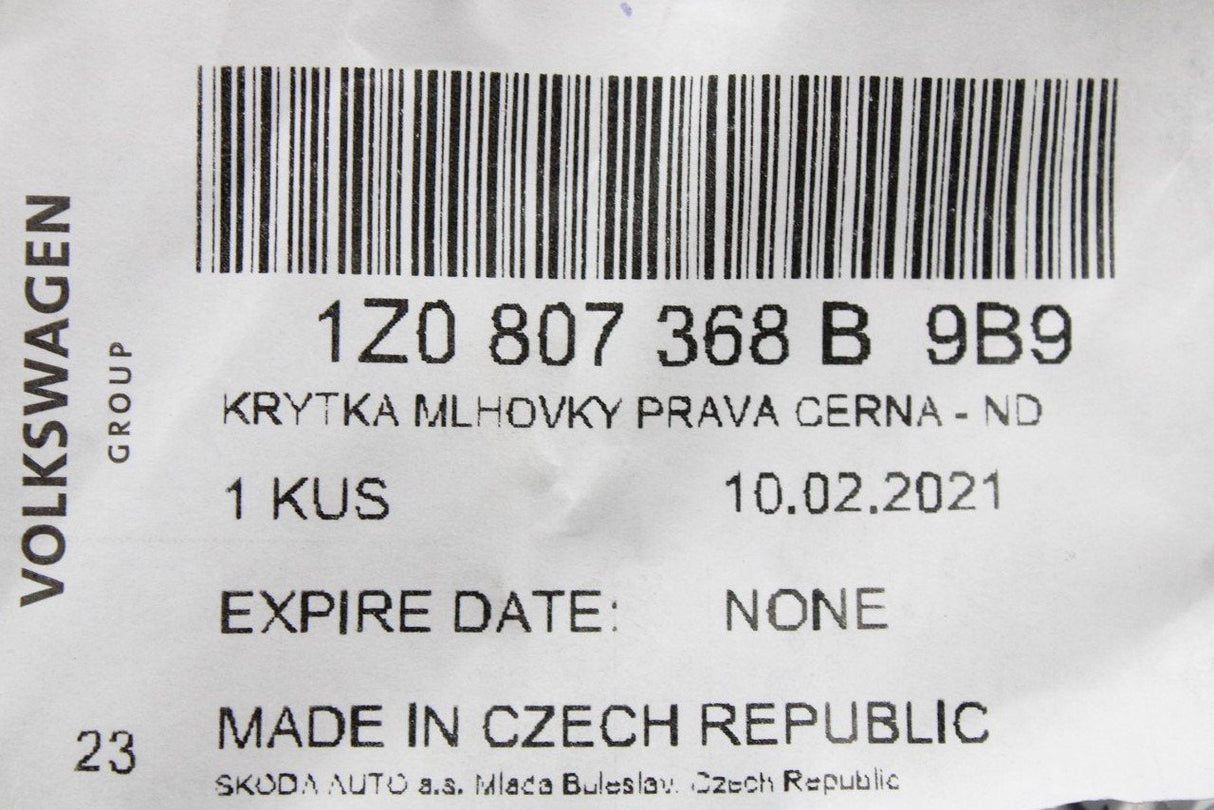 VOLKSWAGEN
GROUP
1Z0 807 368 B 9B9
KRYTKA MLHOVKY PRAVA CERNA - ND
1 KUS 10.02.2021
EXPIRE DATE: NONE
MADE IN CZECH REPUBLIC
23
SKODA AUTO a.s. Mlada Boleslav. Czech Republic